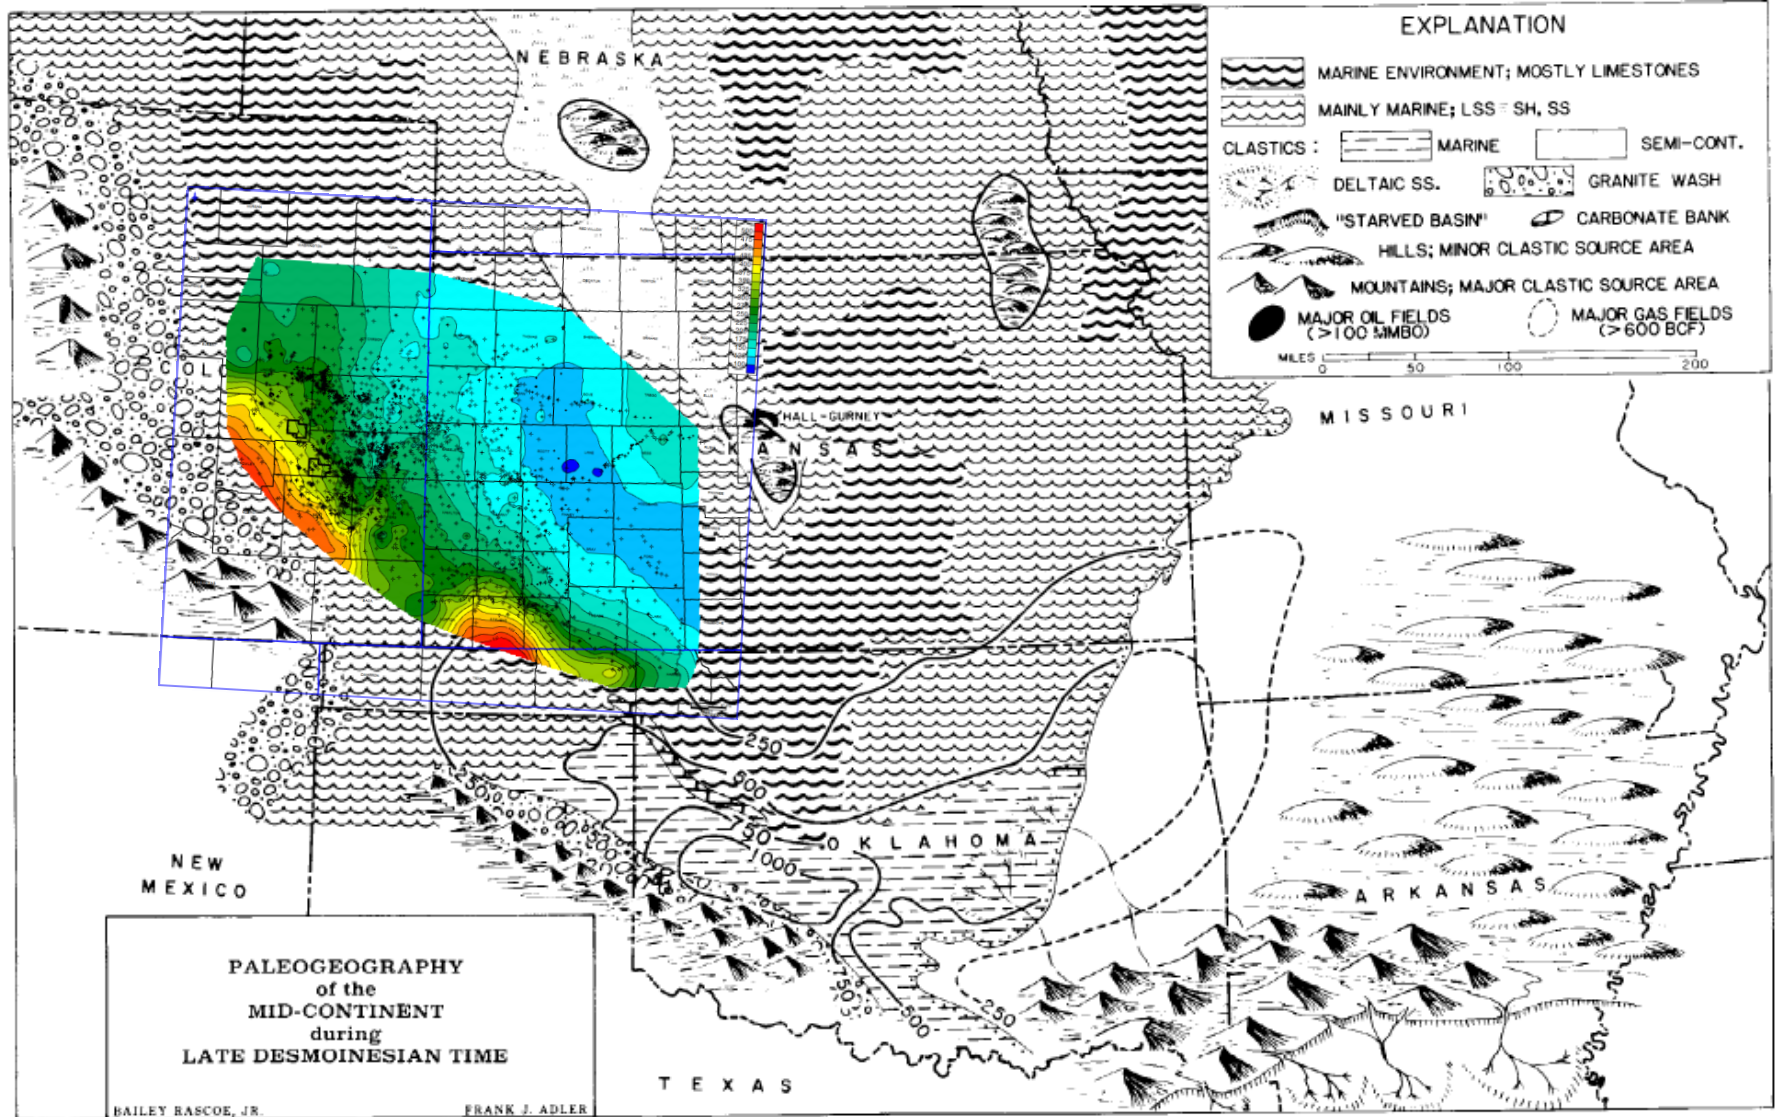 EXPLANATION
MARINE ENVIRONMENT; MOSTLY LIMESTONES
MAINLY MARINE; LSS = SH, SS
CLASTICS : MARINE SEMI-CONT.
DELTAIC SS. GRANITE WASH
"STARVED BASIN" CARBONATE BANK
HILLS; MINOR CLASTIC SOURCE AREA
MOUNTAINS; MAJOR CLASTIC SOURCE AREA
MAJOR OIL FIELDS
(>100 MMBO)
MAJOR GAS FIELDS
(>600 BCF)
MILES 0 50 100 200
NEBRASKA
COLO
HALL-GURNEY
KANSAS
MISSOURI
250
500
750
1000
500
OKLAHOMA
ARKANSAS
NEW
MEXICO
750
500
250
TEXAS
PALEOGEOGRAPHY
of the
MID-CONTINENT
during
LATE DESMOINESIAN TIME
BAILEY RASCOE, JR. FRANK J. ADLER